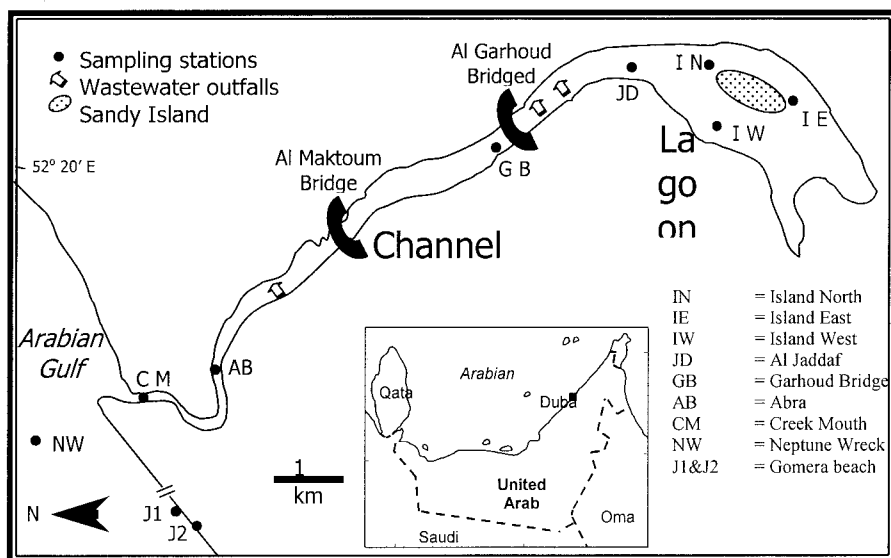 Sampling stations
Wastewater outfalls
Sandy Island
Al Garhoud
Bridged
I N
JD
I E
I W
La
go
on
52° 20′ E
Al Maktoum
Bridge
G B
Channel
Arabian
Gulf
C M
AB
NW
N
J1
J2
1
km
Qata
Arabian
Duba
United
Arab
Saudi
Oma
IN = Island North
IE = Island East
IW = Island West
JD = Al Jaddaf
GB = Garhoud Bridge
AB = Abra
CM = Creek Mouth
NW = Neptune Wreck
J1&J2 = Gomera beach